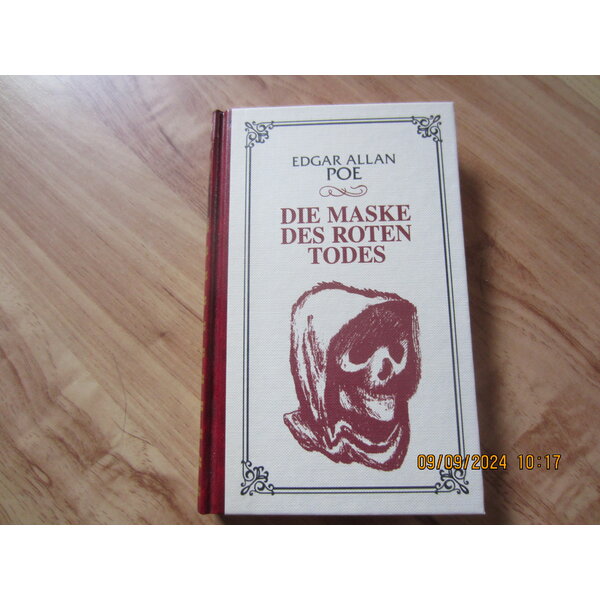 EDGAR ALLAN
POE
DIE MASKE
DES ROTEN
TODES
09/09/2024 10:17